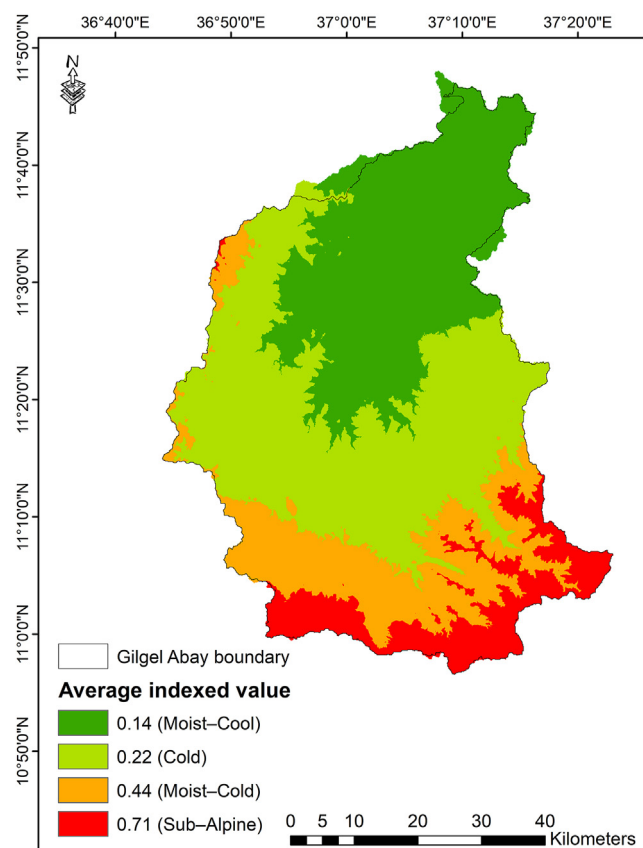 36°40'0"E 36°50'0"E 37°0'0"E 37°10'0"E 37°20'0"E
11°50'0"N
N
11°40'0"N
11°30'0"N
11°20'0"N
11°10'0"N
11°0'0"N
10°50'0"N
Gilgel Abay boundary
Average indexed value
0.14 (Moist–Cool)
0.22 (Cold)
0.44 (Moist–Cold)
0.71 (Sub–Alpine)
0 5 10 20 30 40
Kilometers